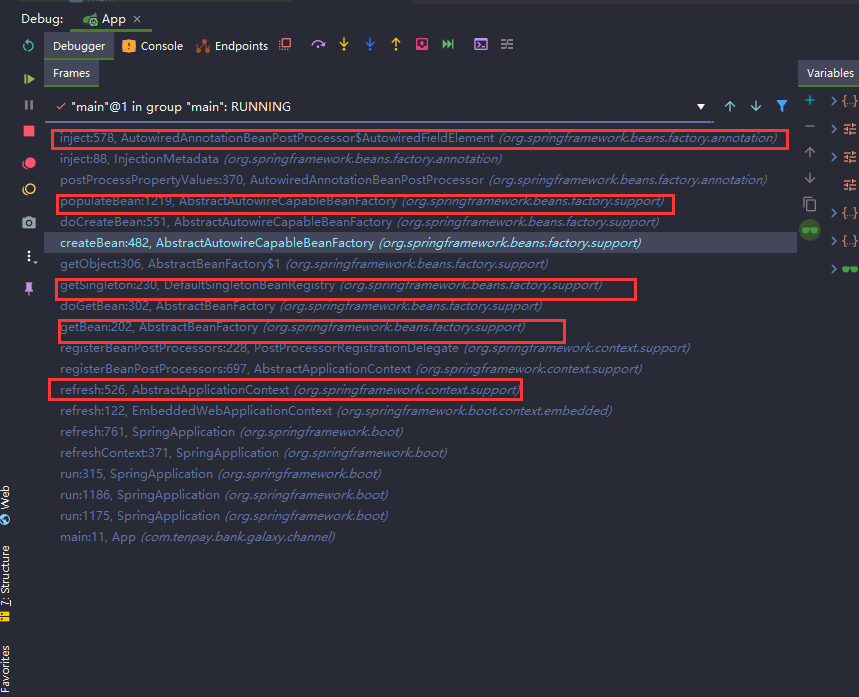 Debug: App ×
Debugger Console Endpoints
Frames Variables
"main"@1 in group "main": RUNNING
inject:578, AutowiredAnnotationBeanPostProcessor$AutowiredFieldElement (org.springframework.beans.factory.annotation)
inject:88, InjectionMetadata (org.springframework.beans.factory.annotation)
postProcessPropertyValues:370, AutowiredAnnotationBeanPostProcessor (org.springframework.beans.factory.annotation)
populateBean:1219, AbstractAutowireCapableBeanFactory (org.springframework.beans.factory.support)
doCreateBean:551, AbstractAutowireCapableBeanFactory (org.springframework.beans.factory.support)
createBean:482, AbstractAutowireCapableBeanFactory (org.springframework.beans.factory.support)
getObject:306, AbstractBeanFactory$1 (org.springframework.beans.factory.support)
getSingleton:230, DefaultSingletonBeanRegistry (org.springframework.beans.factory.support)
doGetBean:302, AbstractBeanFactory (org.springframework.beans.factory.support)
getBean:202, AbstractBeanFactory (org.springframework.beans.factory.support)
registerBeanPostProcessors:228, PostProcessorRegistrationDelegate (org.springframework.context.support)
registerBeanPostProcessors:697, AbstractApplicationContext (org.springframework.context.support)
refresh:526, AbstractApplicationContext (org.springframework.context.support)
refresh:122, EmbeddedWebApplicationContext (org.springframework.boot.context.embedded)
refresh:761, SpringApplication (org.springframework.boot)
refreshContext:371, SpringApplication (org.springframework.boot)
run:315, SpringApplication (org.springframework.boot)
run:1186, SpringApplication (org.springframework.boot)
run:1175, SpringApplication (org.springframework.boot)
main:11, App (com.tenpay.bank.galaxy.channel)
Web
7: Structure
Favorites